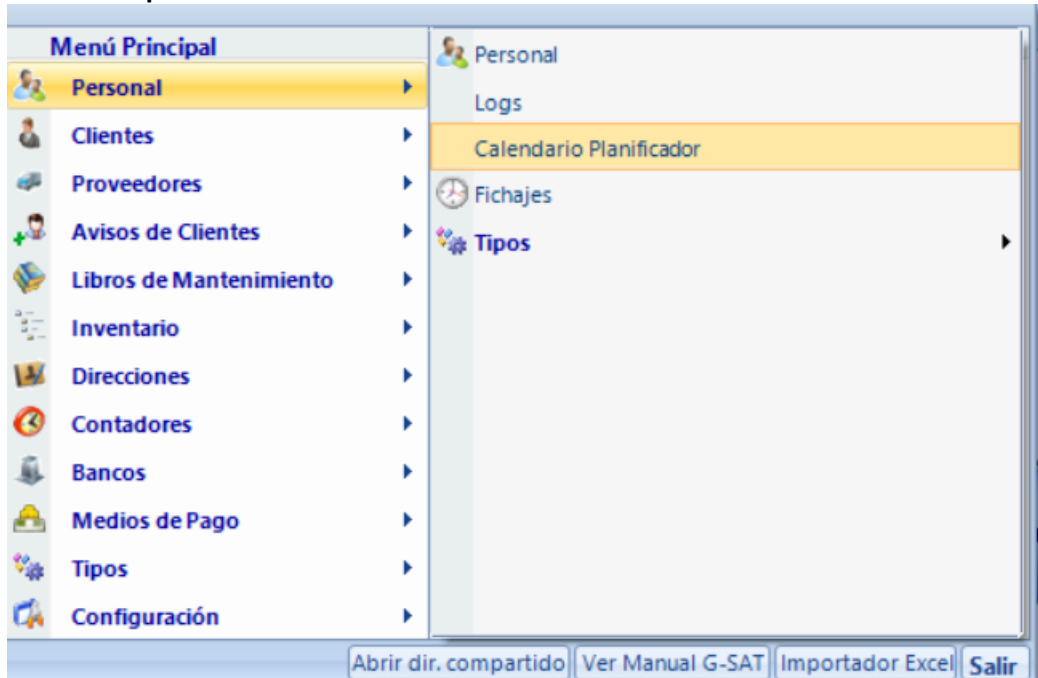 Menú Principal
Personal
Clientes
Proveedores
Avisos de Clientes
Libros de Mantenimiento
Inventario
Direcciones
Contadores
Bancos
Medios de Pago
Tipos
Configuración
Personal
Logs
Calendario Planificador
Fichajes
Tipos
Abrir dir. compartido Ver Manual G-SAT Importador Excel Salir